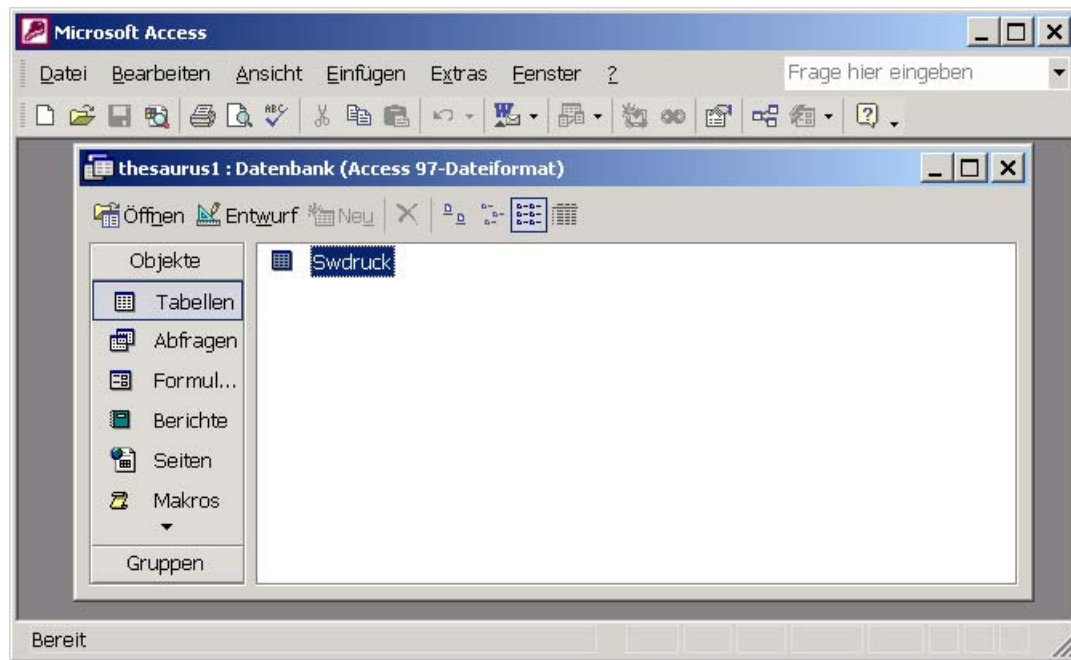 Microsoft Access
Datei Bearbeiten Ansicht Einfügen Extras Fenster ? Frage hier eingeben
thesaurus1 : Datenbank (Access 97-Dateiformat)
Öffnen Entwurf Neu
Objekte
Swdruck
Tabellen
Abfragen
Formul...
Berichte
Seiten
Makros
Gruppen
Bereit